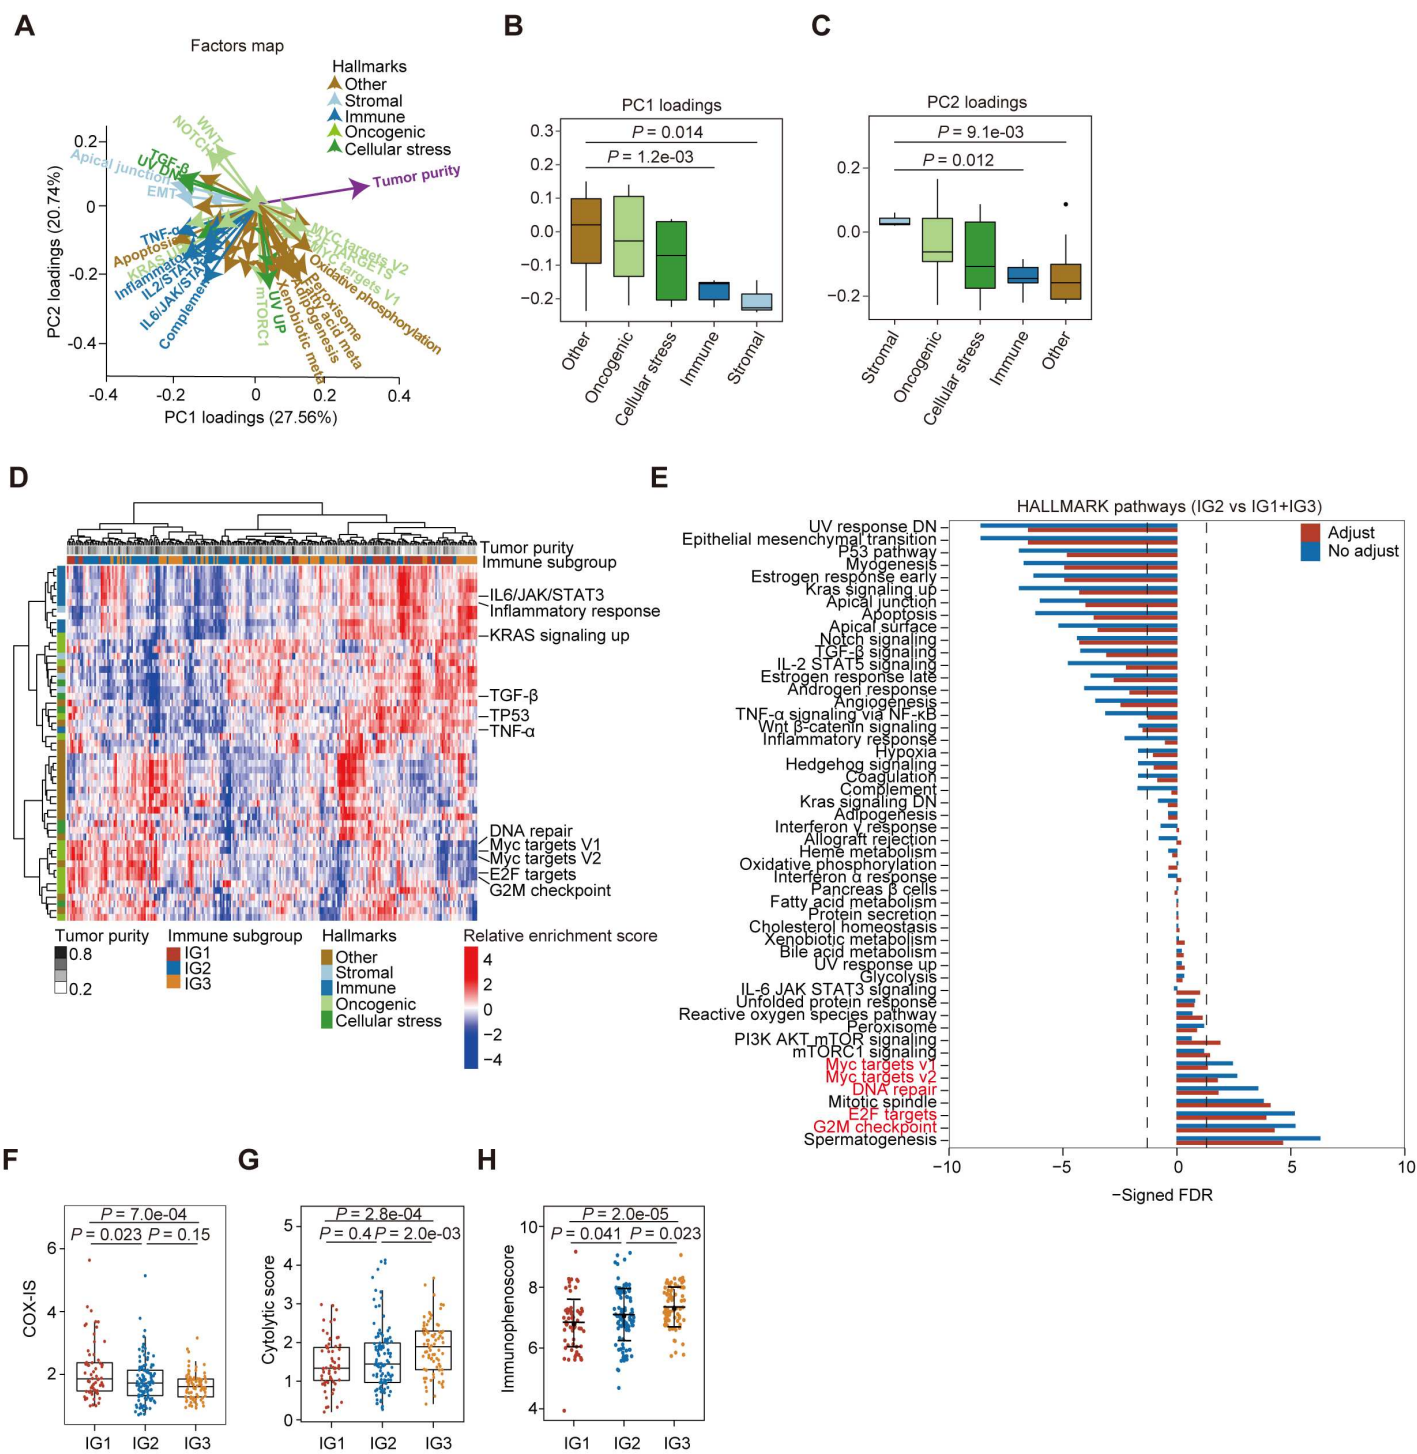 A
Factors map
Hallmarks
Other
Stromal
Immune
Oncogenic
Cellular stress
WNT
NOTCH
TGF-β
UV DN
Apical junction
EMT
Tumor purity
TNF-α
Apoptosis
KRAS
Inflammatory
IL2/STAT5
IL6/JAK/STAT3
Complement
MYC targets V2
MYC targets V1
Oxidative phosphorylation
Peroxisome
Fatty acid meta
Adipogenesis
Xenobiotic meta
UV UP
mTORC1
PC2 loadings (20.74%)
0.2
0
-0.2
-0.4
-0.4
-0.2
0
0.2
0.4
PC1 loadings (27.56%)
B
PC1 loadings
P = 0.014
P = 1.2e-03
0.3
0.2
0.1
0.0
−0.1
−0.2
Other
Oncogenic
Cellular stress
Immune
Stromal
C
PC2 loadings
P = 9.1e-03
P = 0.012
0.2
0.0
−0.2
Stromal
Oncogenic
Cellular stress
Immune
Other
D
Tumor purity
Immune subgroup
IL6/JAK/STAT3
Inflammatory response
KRAS signaling up
TGF-β
TP53
TNF-α
DNA repair
Myc targets V1
Myc targets V2
E2F targets
G2M checkpoint
Tumor purity
0.8
0.2
Immune subgroup
IG1
IG2
IG3
Hallmarks
Other
Stromal
Immune
Oncogenic
Cellular stress
Relative enrichment score
4
2
0
−2
−4
E
HALLMARK pathways (IG2 vs IG1+IG3)
Adjust
No adjust
UV response DN
Epithelial mesenchymal transition
P53 pathway
Myogenesis
Estrogen response early
Kras signaling up
Apical junction
Apoptosis
Apical surface
Notch signaling
TGF-β signaling
IL-2 STAT5 signaling
Estrogen response late
Androgen response
Angiogenesis
TNF-α signaling via NF-κB
Wnt β-catenin signaling
Inflammatory response
Hypoxia
Hedgehog signaling
Coagulation
Complement
Kras signaling DN
Adipogenesis
Interferon γ response
Allograft rejection
Heme metabolism
Oxidative phosphorylation
Interferon α response
Pancreas β cells
Fatty acid metabolism
Protein secretion
Cholesterol homeostasis
Xenobiotic metabolism
Bile acid metabolism
UV response up
Glycolysis
IL-6 JAK STAT3 signaling
Unfolded protein response
Reactive oxygen species pathway
Peroxisome
PI3K AKT mTOR signaling
mTORC1 signaling
Myc targets v1
Myc targets v2
DNA repair
Mitotic spindle
E2F targets
G2M checkpoint
Spermatogenesis
−10
−5
0
5
10
−Signed FDR
F
P = 7.0e-04
P = 0.023
P = 0.15
COX-IS
6
4
2
IG1
IG2
IG3
G
P = 2.8e-04
P = 0.4
P = 2.0e-03
Cytolytic score
5
4
3
2
1
0
IG1
IG2
IG3
H
P = 2.0e-05
P = 0.041
P = 0.023
Immunophenoscore
10
8
6
4
IG1
IG2
IG3